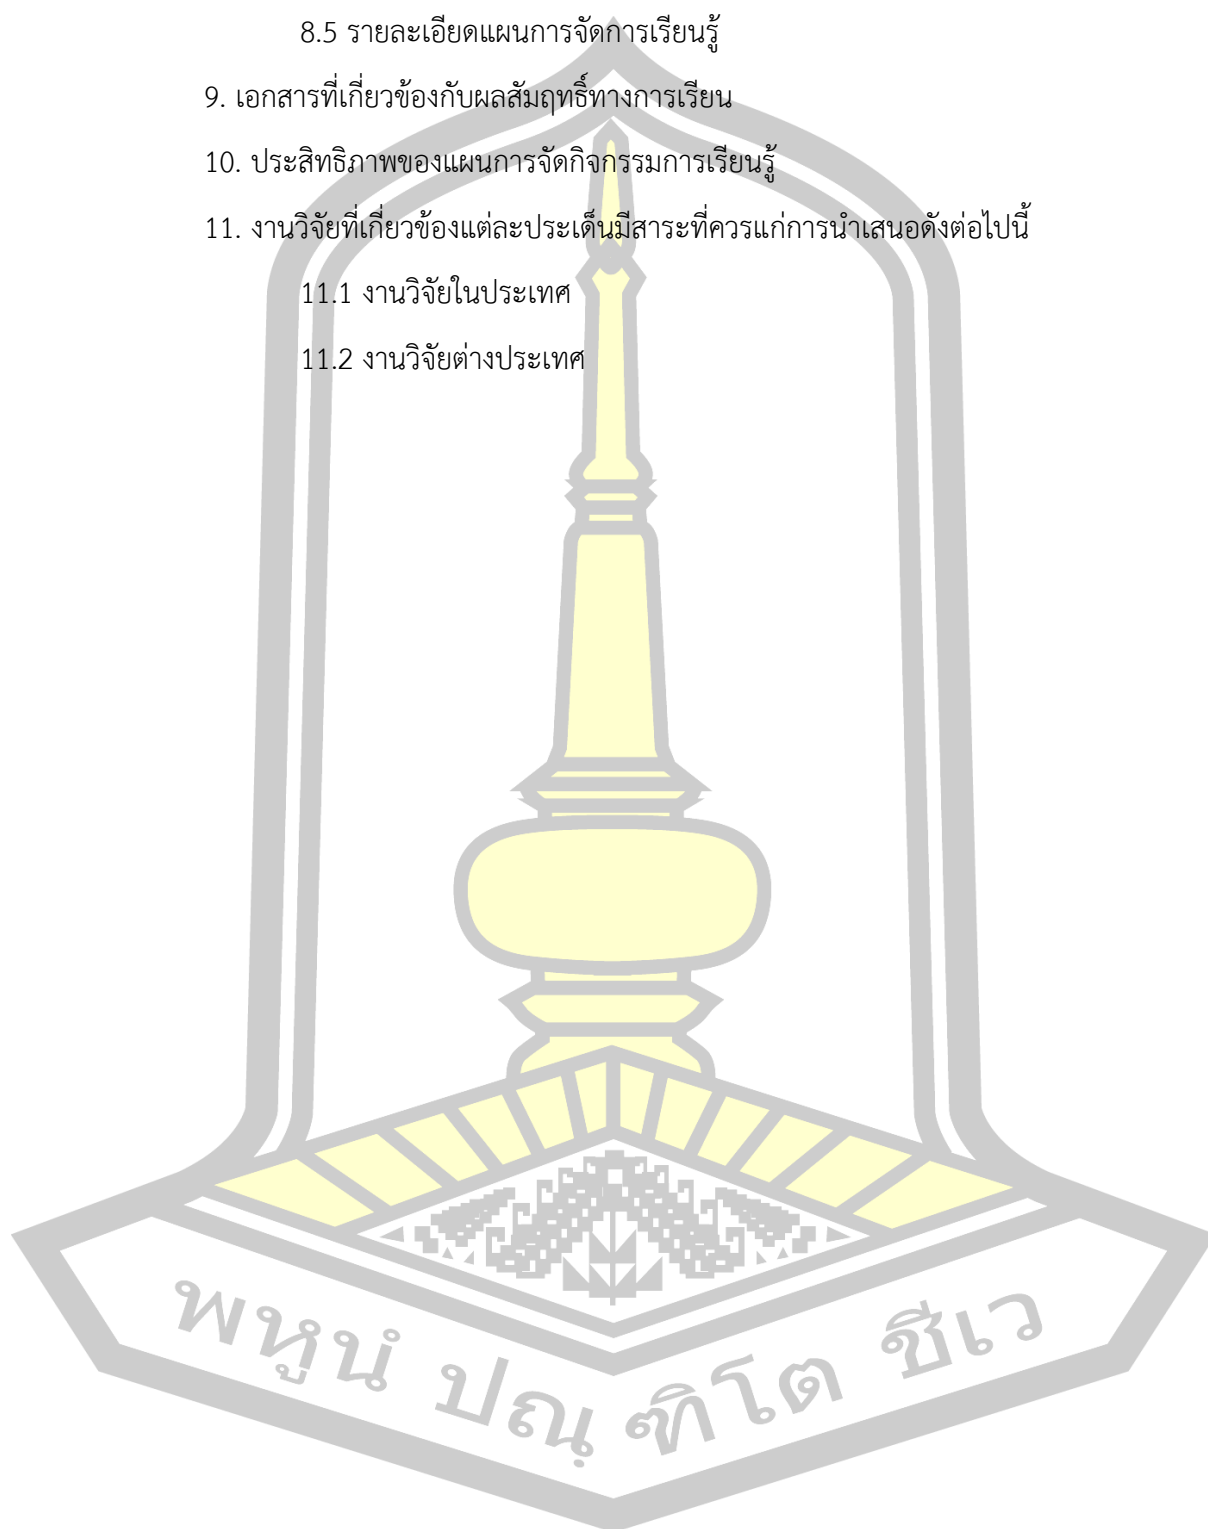 8.5 รายละเอียดแผนการจัดการเรียนรู้
9. เอกสารที่เกี่ยวข้องกับผลสัมฤทธิ์ทางการเรียน
10. ประสิทธิภาพของแผนการจัดกิจกรรมการเรียนรู้
11. งานวิจัยที่เกี่ยวข้องแต่ละประเด็นมีสาระที่ควรแก่การนำเสนอดังต่อไปนี้
11.1 งานวิจัยในประเทศ
11.2 งานวิจัยต่างประเทศ
พหูนํ ปณฺ ฑิโต ชีเว